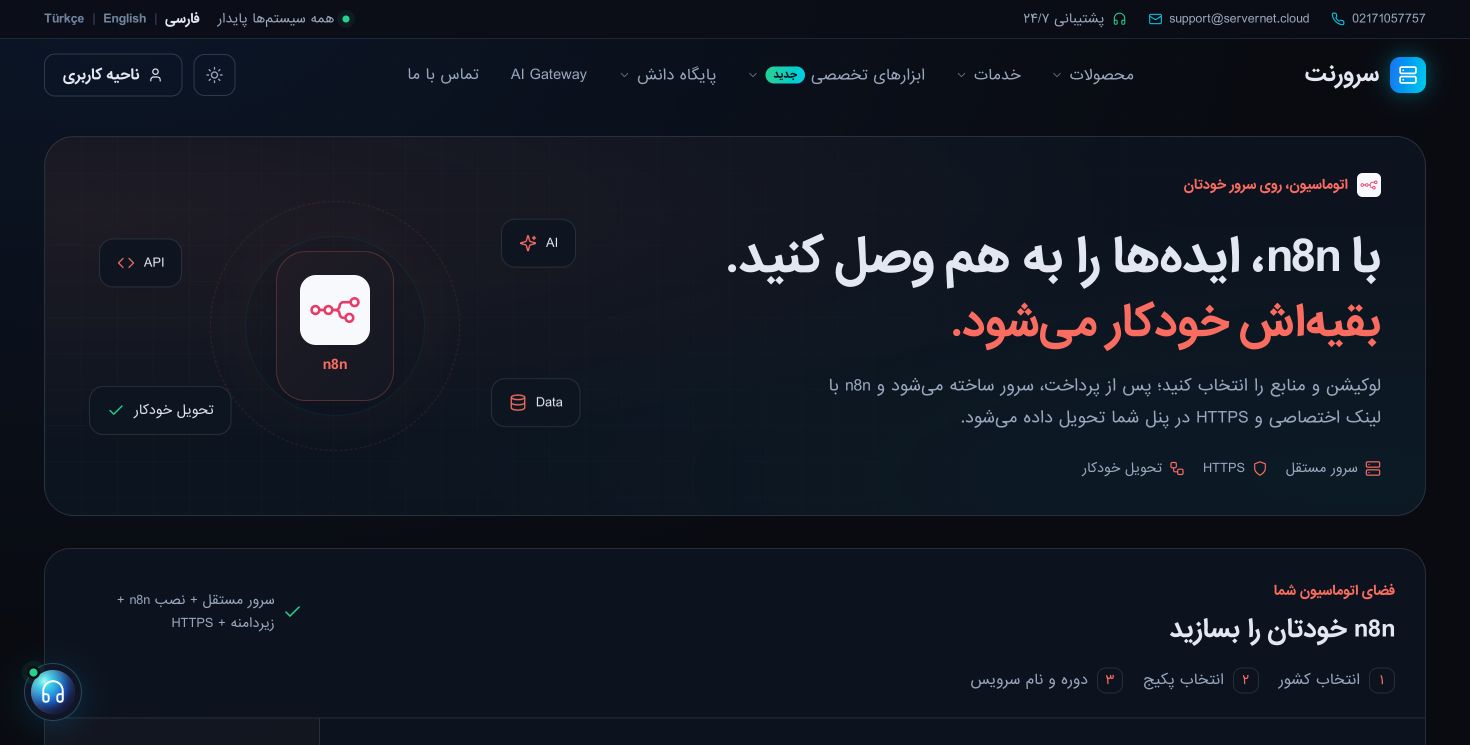 02171057757
support@servernet.cloud
پشتیبانی ۲۴/۷
همه سیستم‌ها پایدار
فارسی | English | Türkçe
سرورنت
محصولات
خدمات
ابزارهای تخصصی جدید
پایگاه دانش
AI Gateway
تماس با ما
ناحیه کاربری
اتوماسیون، روی سرور خودتان
با n8n، ایده‌ها را به هم وصل کنید.
بقیه‌اش خودکار می‌شود.
لوکیشن و منابع را انتخاب کنید؛ پس از پرداخت، سرور ساخته می‌شود و n8n با
لینک اختصاصی و HTTPS در پنل شما تحویل داده می‌شود.
سرور مستقل
HTTPS
تحویل خودکار
AI
API
n8n
Data
تحویل خودکار
فضای اتوماسیون شما
n8n خودتان را بسازید
سرور مستقل + نصب n8n +
زیردامنه + HTTPS
۱ انتخاب کشور
۲ انتخاب پکیج
۳ دوره و نام سرویس